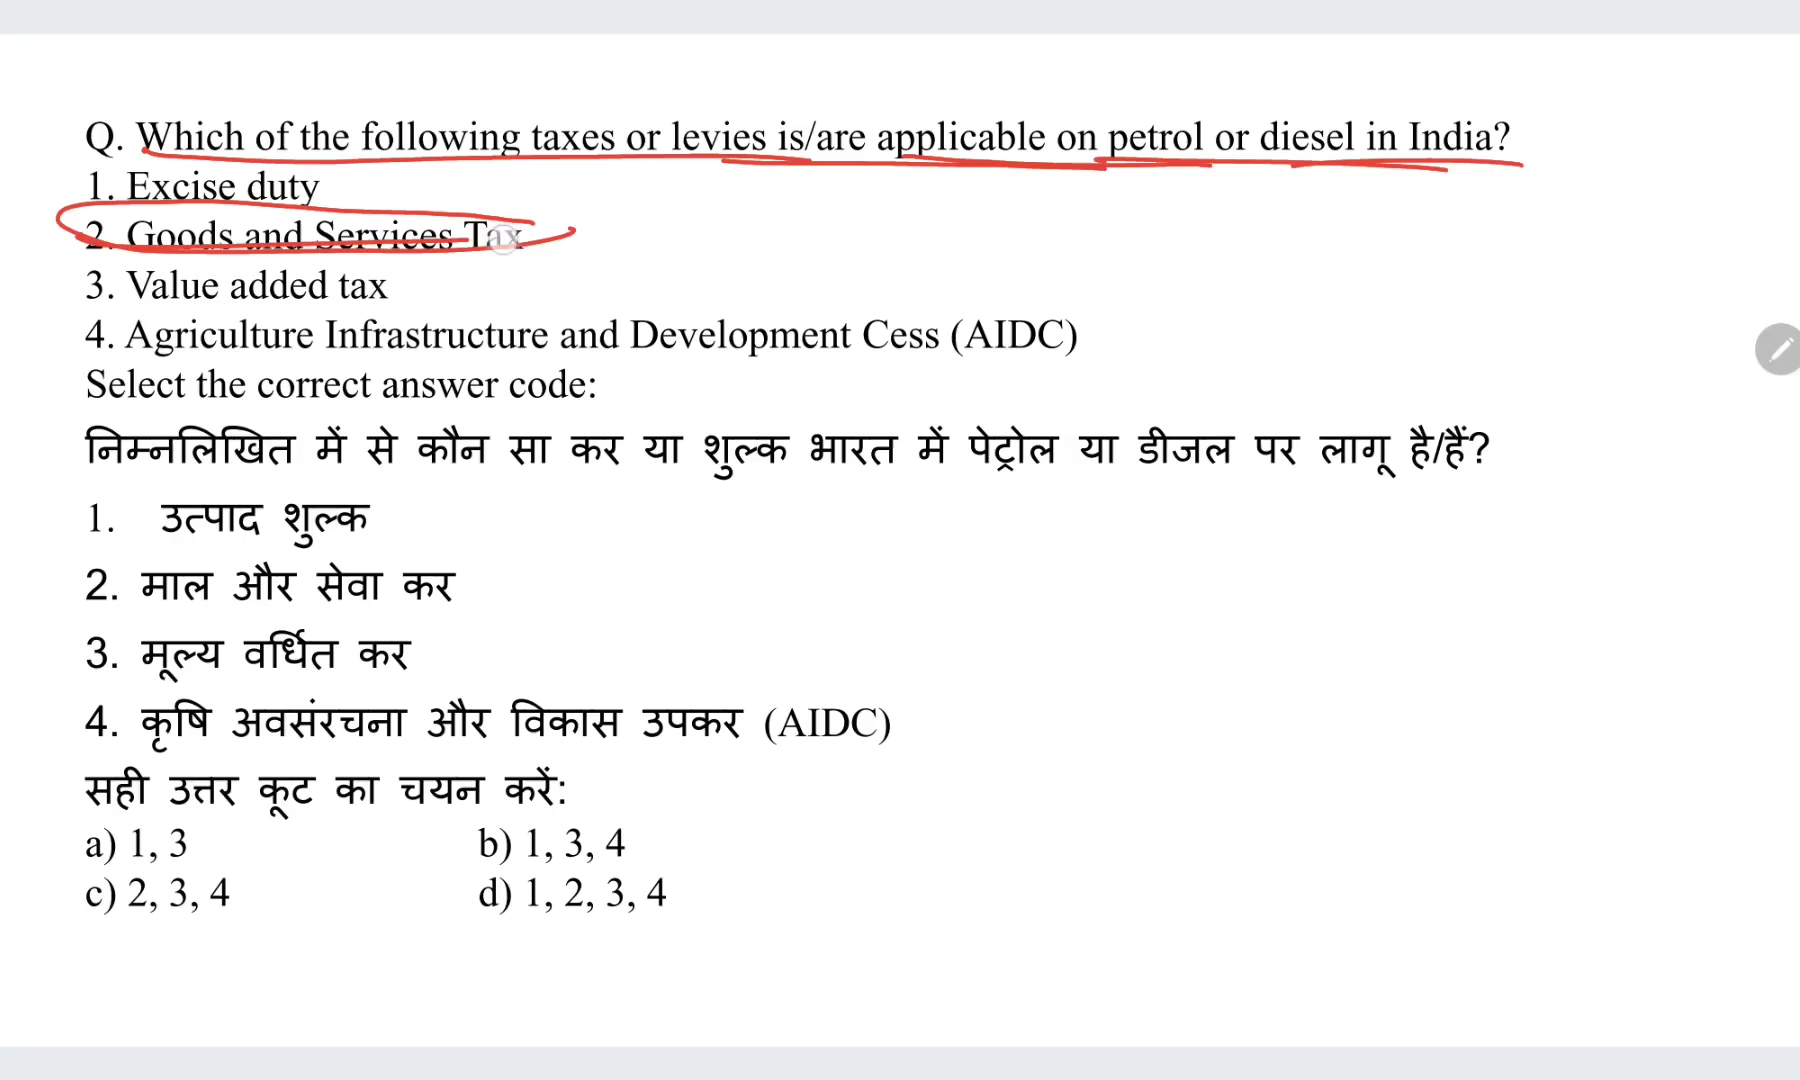 Q. Which of the following taxes or levies is/are applicable on petrol or diesel in India?
1. Excise duty
2. Goods and Services Tax
3. Value added tax
4. Agriculture Infrastructure and Development Cess (AIDC)
Select the correct answer code:
निम्नलिखित में से कौन सा कर या शुल्क भारत में पेट्रोल या डीजल पर लागू है/हैं?
1. उत्पाद शुल्क
2. माल और सेवा कर
3. मूल्य वर्धित कर
4. कृषि अवसंरचना और विकास उपकर (AIDC)
सही उत्तर कूट का चयन करें:
a) 1, 3 b) 1, 3, 4
c) 2, 3, 4 d) 1, 2, 3, 4